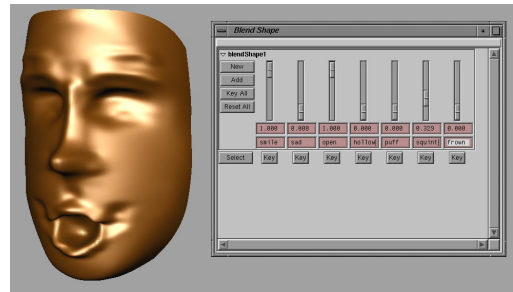 Blend Shape
blendShape1
New
Add
Key All
Reset All
1.000 0.000 1.000 0.000 0.000 0.329 0.000
smile sad open hollow puff squint frown
Select Key Key Key Key Key Key Key